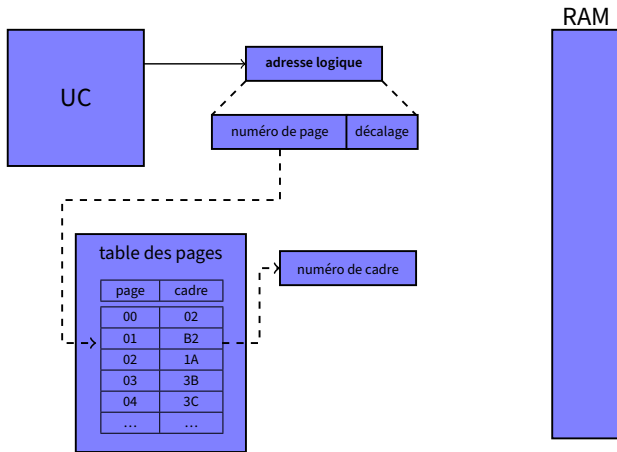 RAM
UC
adresse logique
numéro de page décalage
table des pages
numéro de cadre
page cadre
00 02
01 B2
02 1A
03 3B
04 3C
... ...